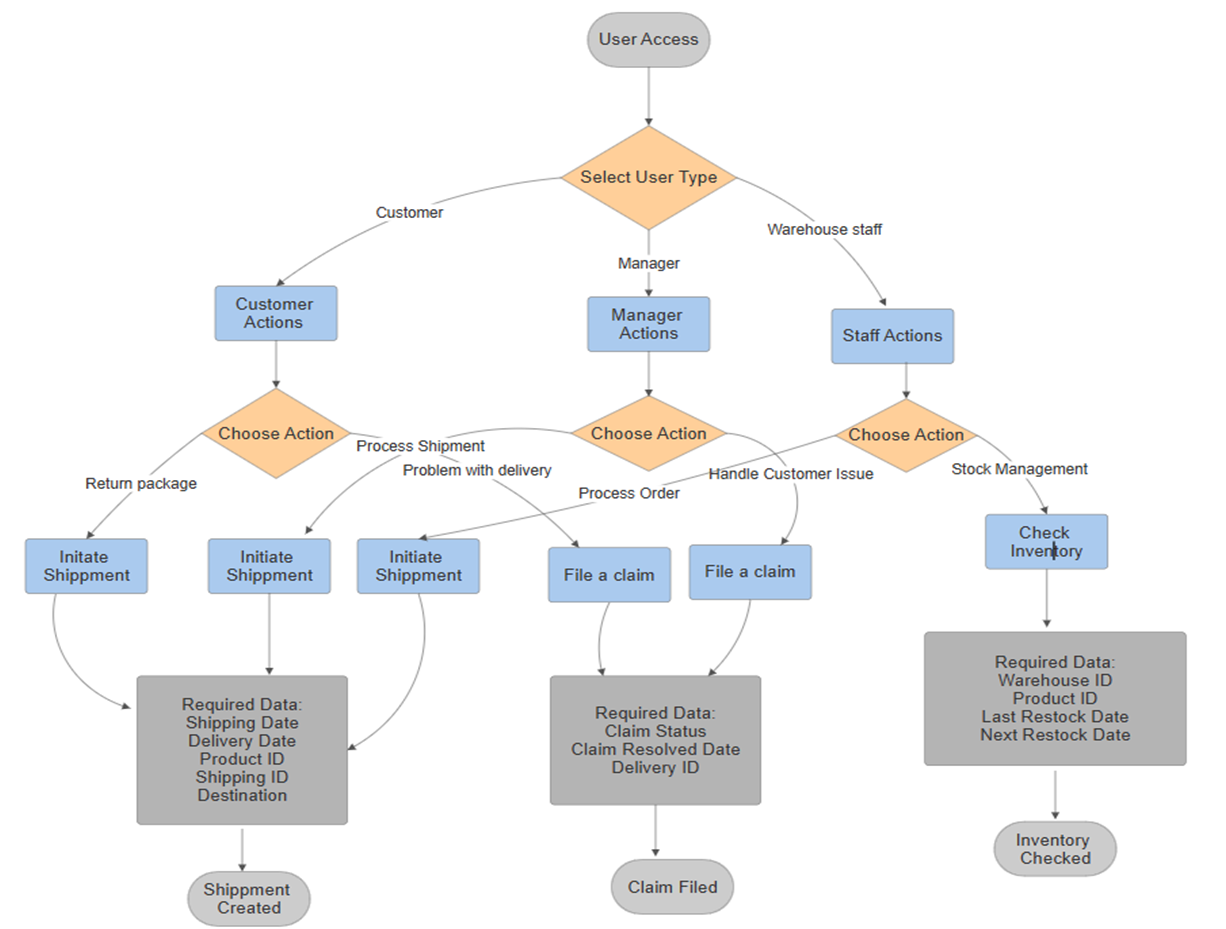 User Access
Select User Type
Customer
Warehouse staff
Manager
Customer
Actions
Manager
Actions
Staff Actions
Choose Action
Choose Action
Choose Action
Process Shipment
Problem with delivery
Handle Customer Issue
Stock Management
Return package
Process Order
Initate
Shippment
Initiate
Shippment
Initiate
Shippment
File a claim
File a claim
Check
Inventory
Required Data:
Shipping Date
Delivery Date
Product ID
Shipping ID
Destination
Required Data:
Claim Status
Claim Resolved Date
Delivery ID
Required Data:
Warehouse ID
Product ID
Last Restock Date
Next Restock Date
Shippment
Created
Claim Filed
Inventory
Checked